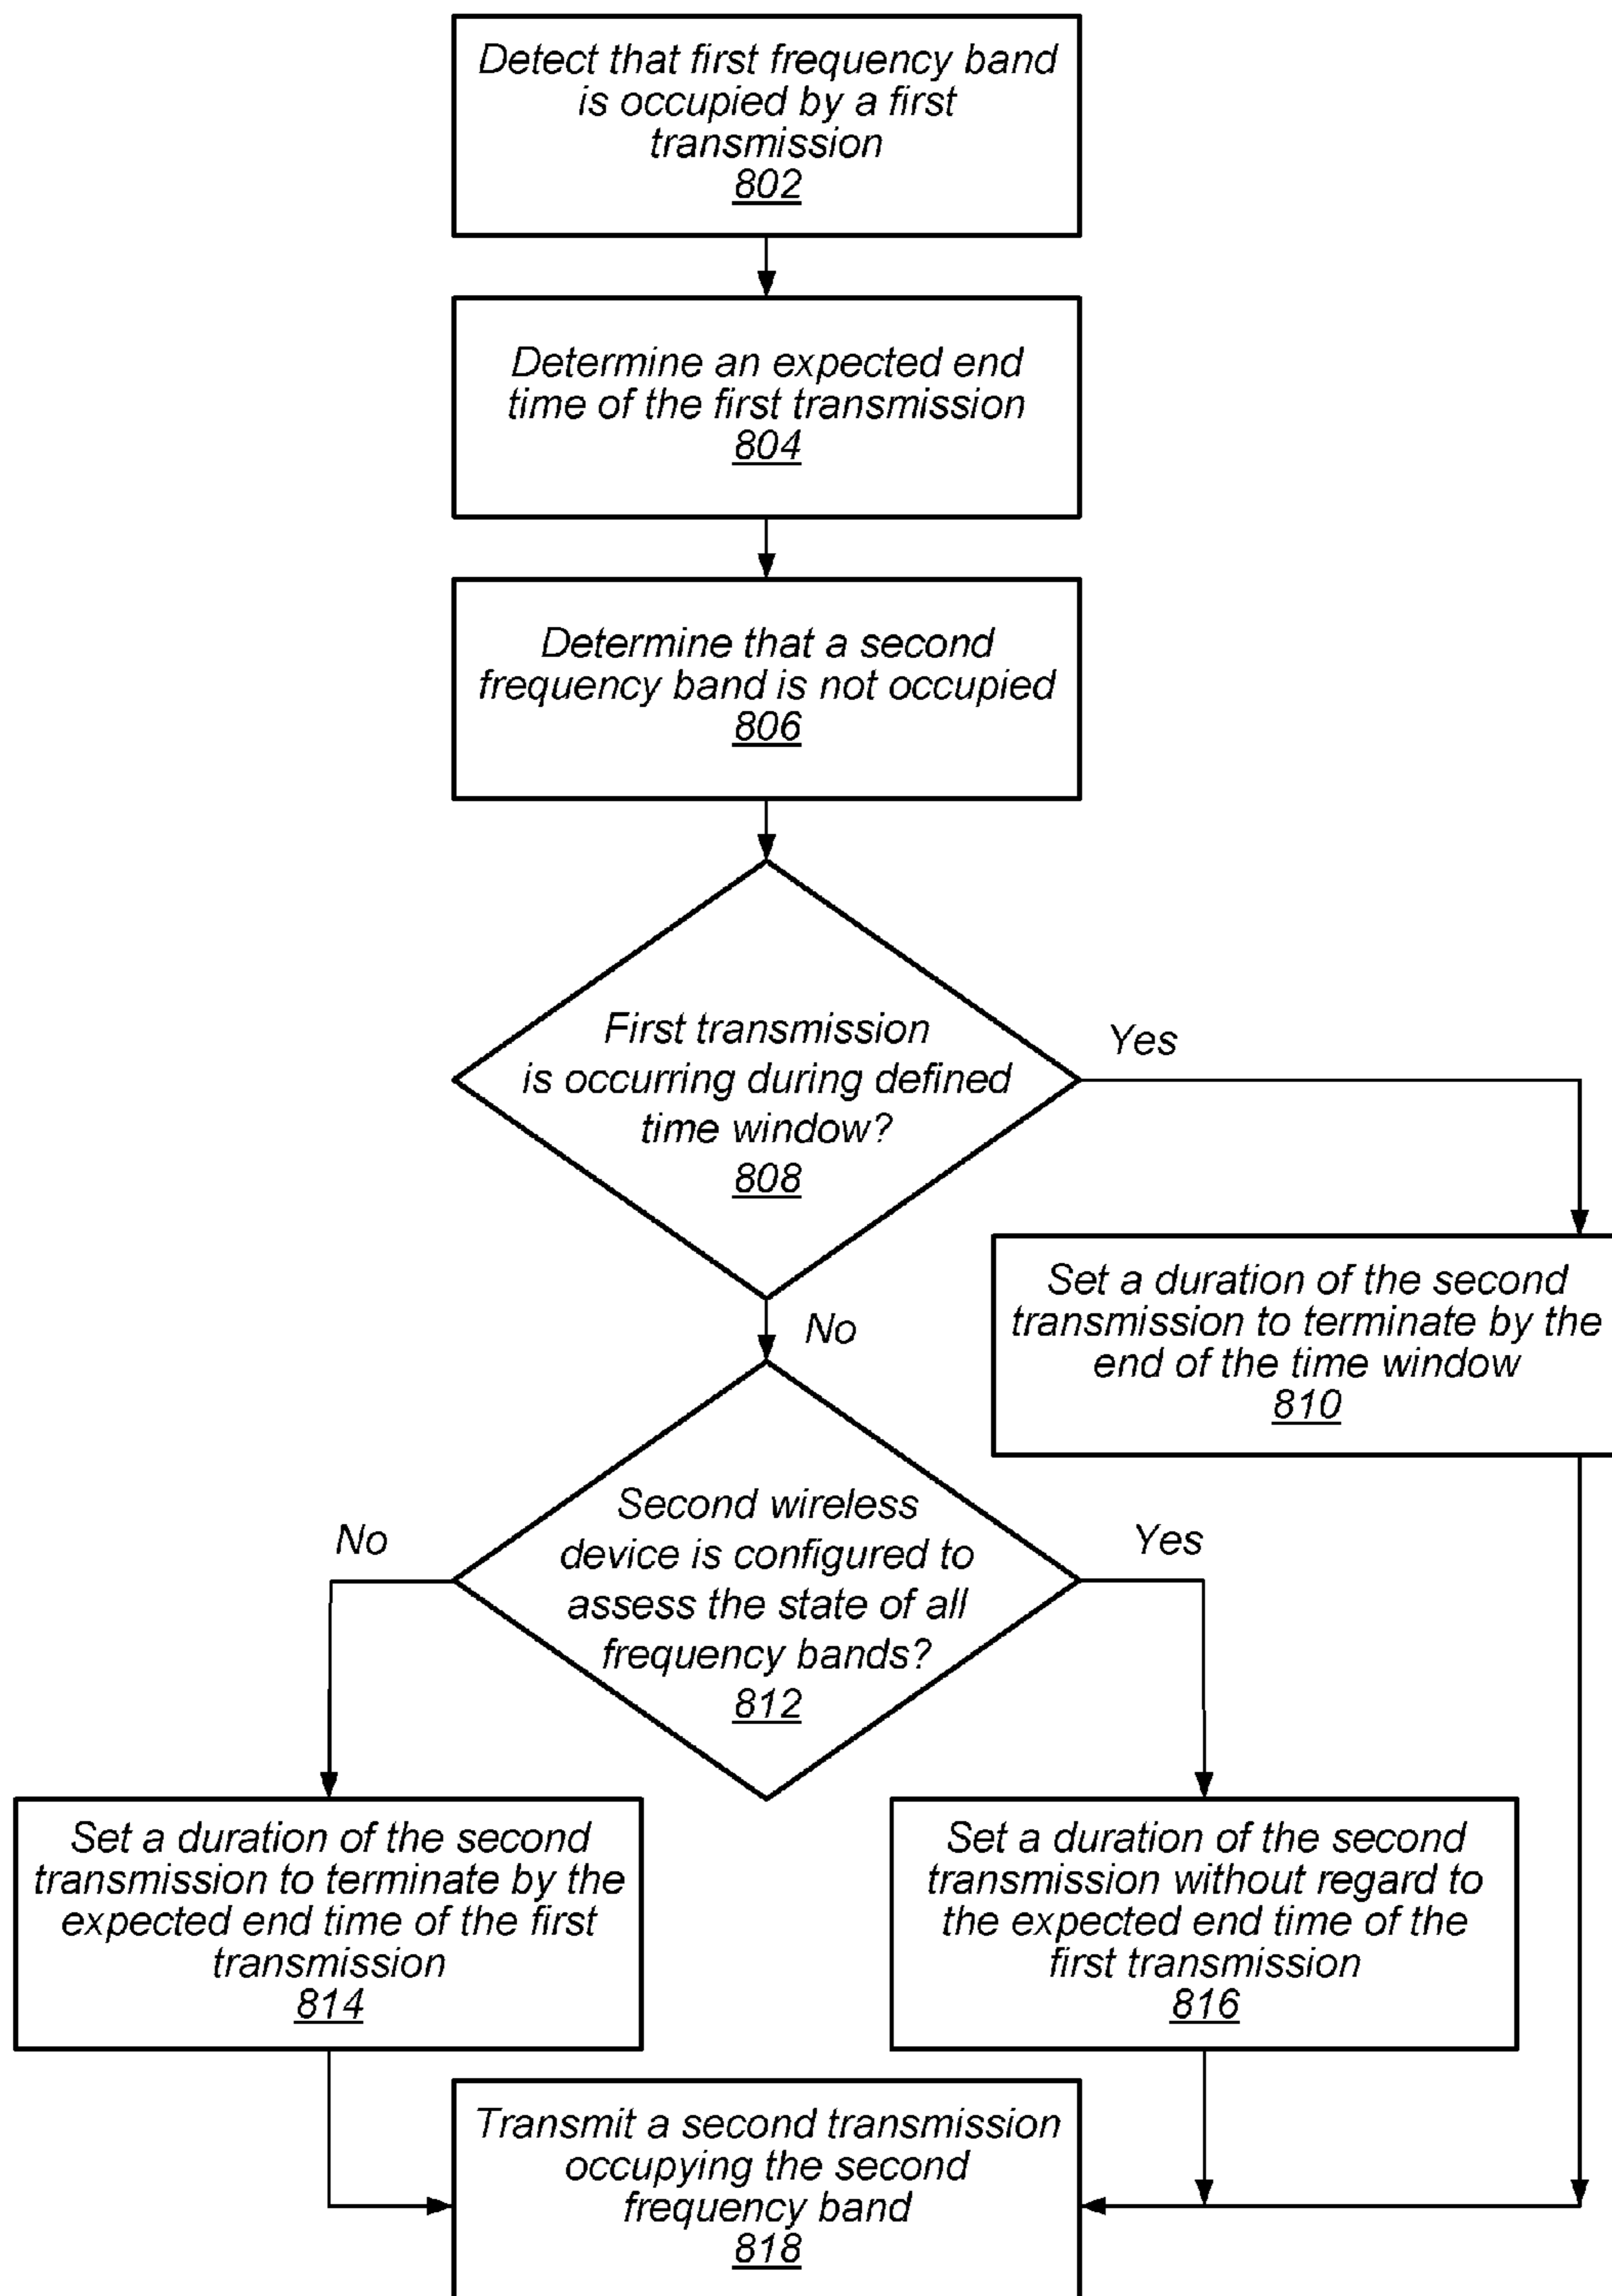 Detect that first frequency band
is occupied by a first
transmission
802
Determine an expected end
time of the first transmission
804
Determine that a second
frequency band is not occupied
806
First transmission
is occurring during defined
time window?
808
Yes
No
Set a duration of the second
transmission to terminate by the
end of the time window
810
Second wireless
device is configured to
assess the state of all
frequency bands?
812
No
Yes
Set a duration of the second
transmission to terminate by the
expected end time of the first
transmission
814
Set a duration of the second
transmission without regard to
the expected end time of the
first transmission
816
Transmit a second transmission
occupying the second
frequency band
818